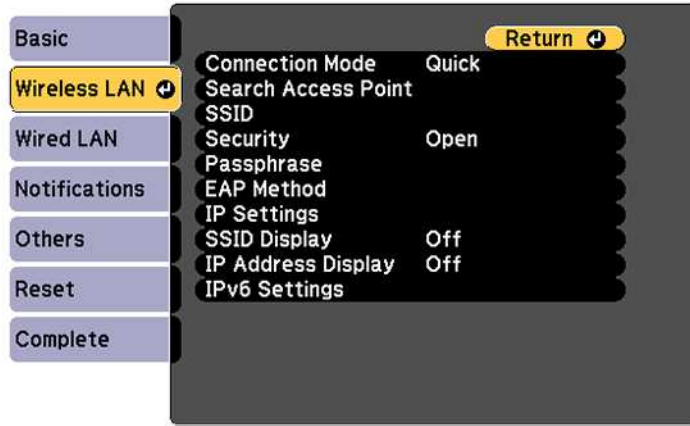 Basic
Wireless LAN
Wired LAN
Notifications
Others
Reset
Complete
Return
Connection Mode Quick
Search Access Point
SSID
Security Open
Passphrase
EAP Method
IP Settings
SSID Display Off
IP Address Display Off
IPv6 Settings